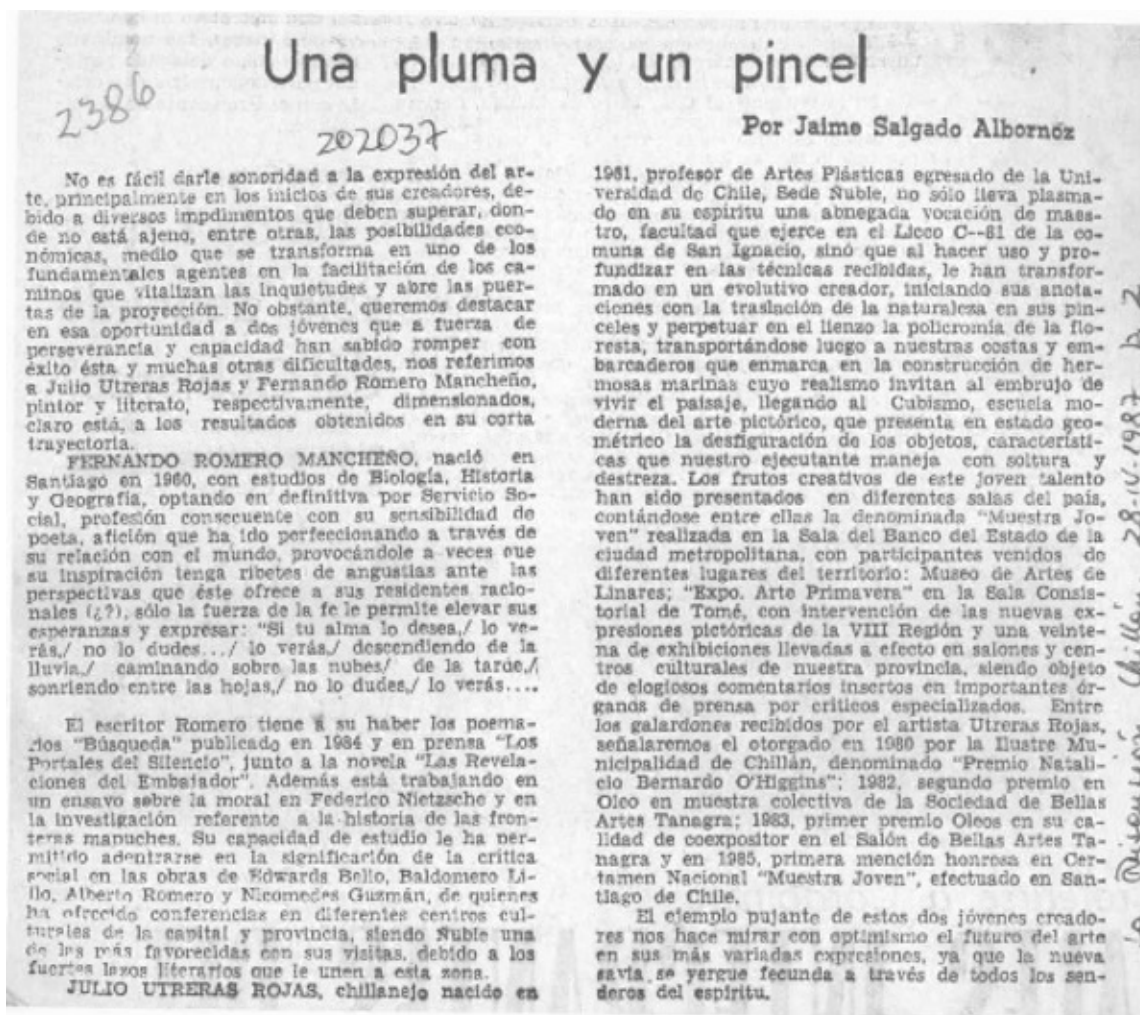 Una pluma y un pincel
2386
202037
Por Jaime Salgado Albornoz
No es fácil darle sonoridad a la expresión del ar-
te, principalmente en los inicios de sus creadores, de-
bido a diversos impdimentos que deben superar, don-
de no está ajeno, entre otras, las posibilidades eco-
nómicas, medio que se transforma en uno de los
fundamentales agentes en la facilitación de los ca-
minos que vitalizan las inquietudes y abre las puer-
tas de la proyección. No obstante, queremos destacar
en esa oportunidad a dos jóvenes que a fuerza de
perseverancia y capacidad han sabido romper con
éxito ésta y muchas otras dificultades, nos referimos
a Julio Utreras Rojas y Fernando Romero Mancheño,
pintor y literato, respectivamente, dimensionados,
claro está, a los resultados obtenidos en su corta
trayectoria.
FERNANDO ROMERO MANCHEÑO, nació en
Santiago en 1960, con estudios de Biología, Historia
y Geografía, optando en definitiva por Servicio So-
cial, profesión consecuente con su sensibilidad de
poeta, afición que ha ido perfeccionando a través de
su relación con el mundo, provocándole a veces que
su inspiración tenga ribetes de angustias ante las
perspectivas que éste ofrece a sus residentes racio-
nales (¿?), sólo la fuerza de la fe le permite elevar sus
esperanzas y expresar: "Si tu alma lo desea,/ lo ve-
rás,/ no lo dudes.../ lo verás,/ descendiendo de la
lluvia,/ caminando sobre las nubes/ de la tarde,/
sonriendo entre las hojas,/ no lo dudes,/ lo verás....
El escritor Romero tiene a su haber los poema-
rios "Búsqueda" publicado en 1984 y en prensa "Los
Portales del Silencio", junto a la novela "Las Revela-
ciones del Embajador". Además está trabajando en
un ensayo sobre la moral en Federico Nietzsche y en
la investigación referente a la historia de las fron-
teras mapuches. Su capacidad de estudio le ha per-
mitido adentrarse en la significación de la crítica
social en las obras de Edwards Bello, Baldomero Li-
llo, Alberto Romero y Nicomedes Guzmán, de quienes
ha ofrecido conferencias en diferentes centros cul-
turales de la capital y provincia, siendo Ñuble una
de las más favorecidas con sus visitas, debido a los
fuertes lazos literarios que le unen a esta zona.
JULIO UTRERAS ROJAS, chillanejo nacido en
1961, profesor de Artes Plásticas egresado de la Uni-
versidad de Chile, Sede Ñuble, no sólo lleva plasma-
do en su espíritu una abnegada vocación de maes-
tro, facultad que ejerce en el Liceo C--81 de la co-
muna de San Ignacio, sinó que al hacer uso y pro-
fundizar en las técnicas recibidas, le han transfor-
mado en un evolutivo creador, iniciando sus anota-
ciones con la traslación de la naturaleza en sus pin-
celes y perpetuar en el lienzo la policromía de la flo-
resta, transportándose luego a nuestras costas y em-
barcaderos que enmarca en la construcción de her-
mosas marinas cuyo realismo invitan al embrujo de
vivir el paisaje, llegando al Cubismo, escuela mo-
derna del arte pictórico, que presenta en estado geo-
métrico la desfiguración de los objetos, característi-
cas que nuestro ejecutante maneja con soltura y
destreza. Los frutos creativos de este joven talento
han sido presentados en diferentes salas del país,
contándose entre ellas la denominada "Muestra Jo-
ven" realizada en la Sala del Banco del Estado de la
ciudad metropolitana, con participantes venidos de
diferentes lugares del territorio: Museo de Artes de
Linares; "Expo. Arte Primavera" en la Sala Consis-
torial de Tomé, con intervención de las nuevas ex-
presiones pictóricas de la VIII Región y una veinte-
na de exhibiciones llevadas a efecto en salones y cen-
tros culturales de nuestra provincia, siendo objeto
de elogiosos comentarios insertos en importantes ór-
ganos de prensa por críticos especializados. Entre
los galardones recibidos por el artista Utreras Rojas,
señalaremos el otorgado en 1980 por la Ilustre Mu-
nicipalidad de Chillán, denominado "Premio Natali-
cio Bernardo O'Higgins"; 1982, segundo premio en
Oleo en muestra colectiva de la Sociedad de Bellas
Artes Tanagra; 1983, primer premio Oleos en su ca-
lidad de coexpositor en el Salón de Bellas Artes Ta-
nagra y en 1985, primera mención honrosa en Cer-
tamen Nacional "Muestra Joven", efectuado en San-
tiago de Chile.
El ejemplo pujante de estos dos jóvenes creado-
res nos hace mirar con optimismo el futuro del arte
en sus más variadas expresiones, ya que la nueva
savia se yergue fecunda a través de todos los sen-
deros del espíritu.
Chillán, 28-IV-1987 p. 2